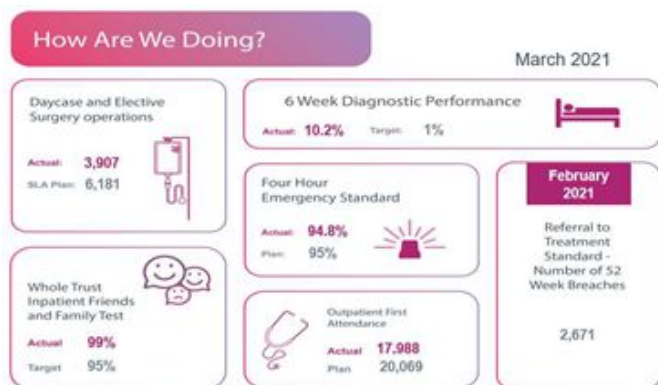 How Are We Doing?
March 2021
Daycase and Elective
Surgery operations
Actual: 3,907
SLA Plan: 6,181
6 Week Diagnostic Performance
Actual: 10.2% Target: 1%
Four Hour
Emergency Standard
Actual: 94.8%
Plan: 95%
February
2021
Referral to
Treatment
Standard -
Number of 52
Week Breaches
2,671
Whole Trust
Inpatient Friends
and Family Test
Actual 99%
Target 95%
Outpatient First
Attendance
Actual 17,988
Plan 20,069